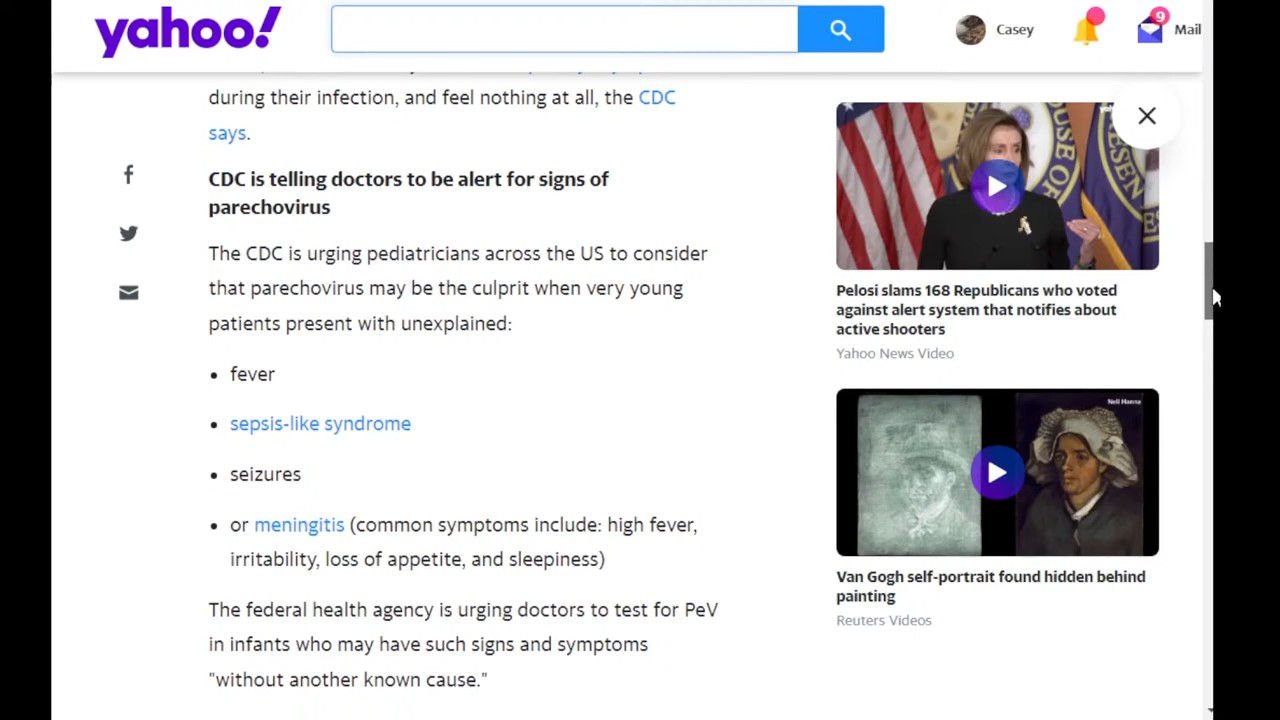 yahoo!
Casey
9
Mail
during their infection, and feel nothing at all, the CDC
says.
CDC is telling doctors to be alert for signs of
parechovirus
The CDC is urging pediatricians across the US to consider
that parechovirus may be the culprit when very young
patients present with unexplained:
• fever
• sepsis-like syndrome
• seizures
• or meningitis (common symptoms include: high fever,
irritability, loss of appetite, and sleepiness)
The federal health agency is urging doctors to test for PeV
in infants who may have such signs and symptoms
"without another known cause."
Pelosi slams 168 Republicans who voted
against alert system that notifies about
active shooters
Yahoo News Video
Neil Hanna
Van Gogh self-portrait found hidden behind
painting
Reuters Videos